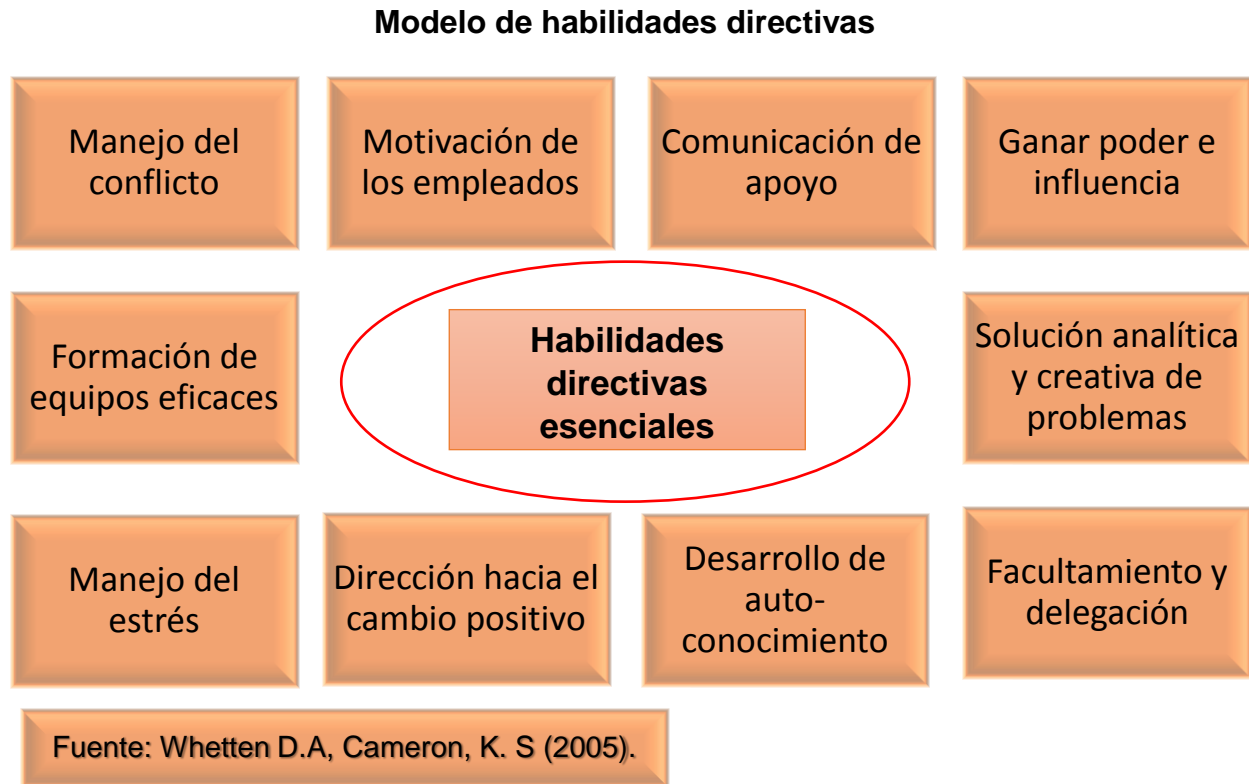 Modelo de habilidades directivas
Manejo del
conflicto
Motivación de
los empleados
Comunicación de
apoyo
Ganar poder e
influencia
Formación de
equipos eficaces
Habilidades
directivas
esenciales
Solución analítica
y creativa de
problemas
Manejo del
estrés
Dirección hacia el
cambio positivo
Desarrollo de
auto-
conocimiento
Facultamiento y
delegación
Fuente: Whetten D.A, Cameron, K. S (2005).